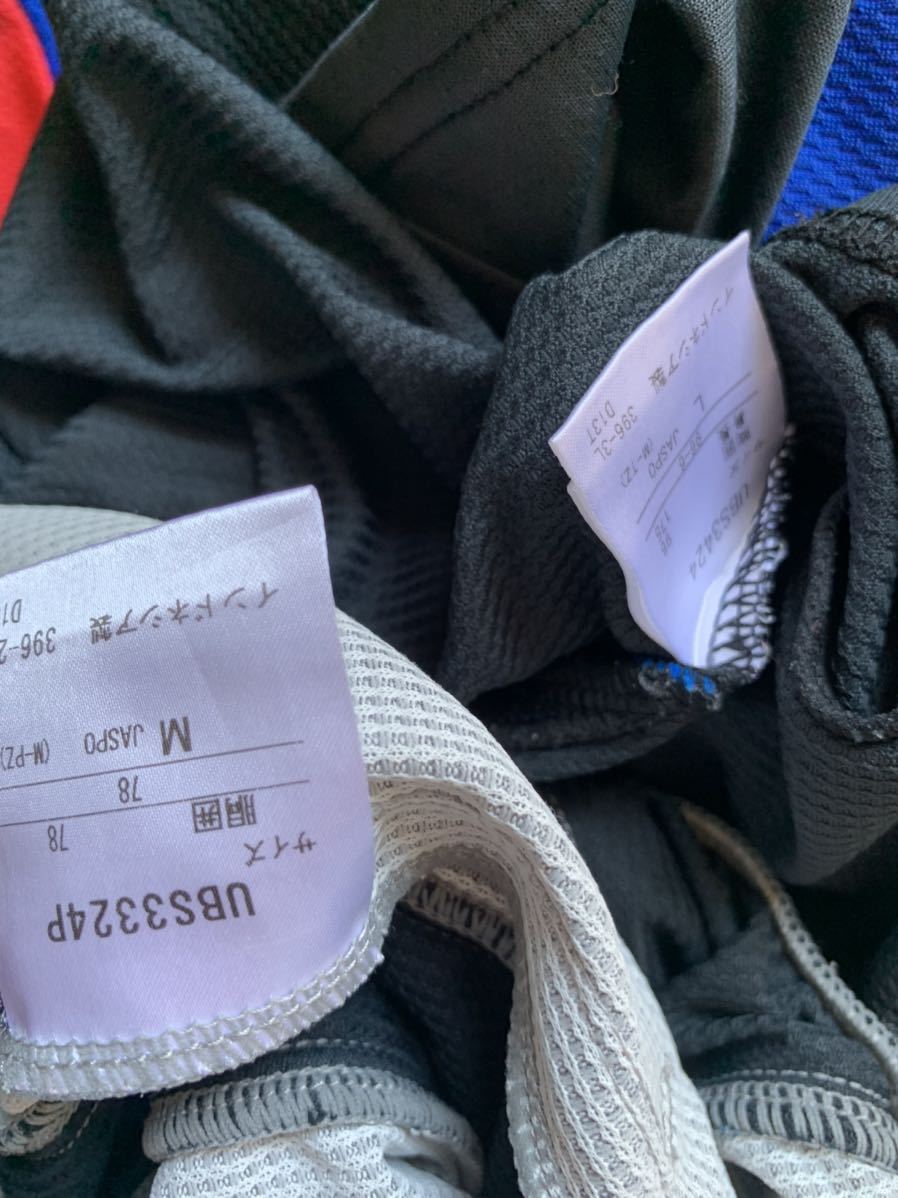 UBS3324P
サイズ
胴囲 78
78
M JASPO (M-PZ)
396-2
インドネシア製
UBS3424
サイズ
L JASPO (M-TZ)
396-3L
D13T
インドネシア製